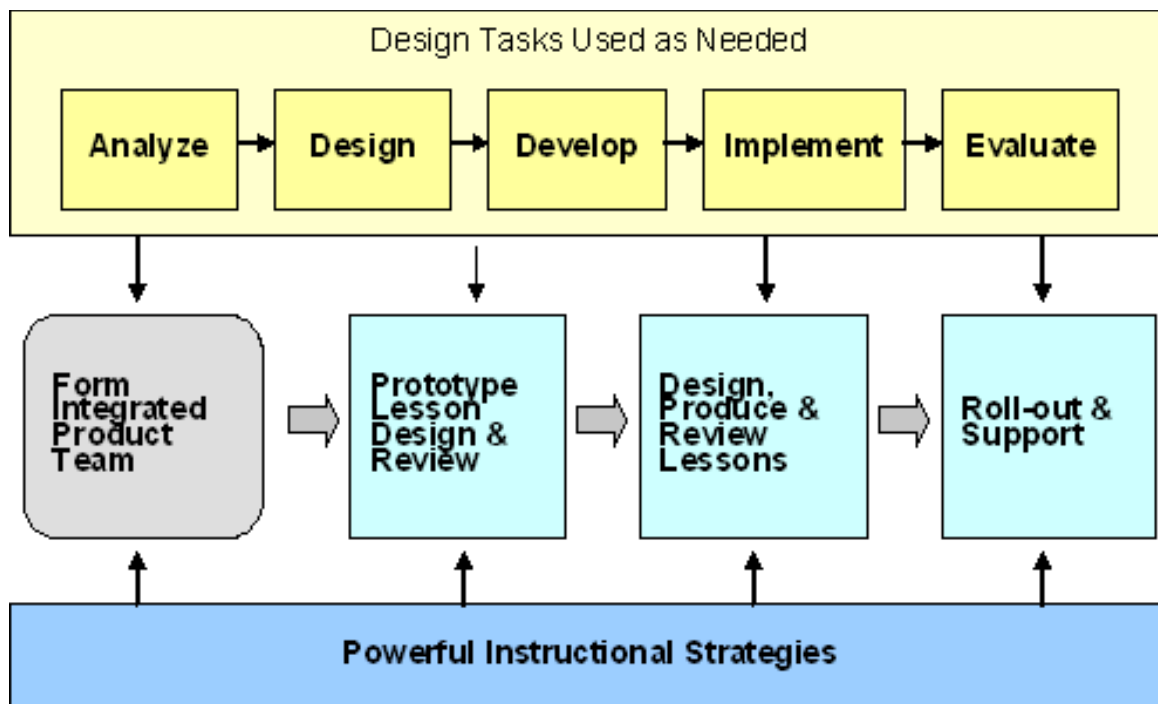 Design Tasks Used as Needed
Analyze
Design
Develop
Implement
Evaluate
Form
Integrated
Product
Team
Prototype
Lesson
Design &
Review
Design,
Produce &
Review
Lessons
Roll-out &
Support
Powerful Instructional Strategies